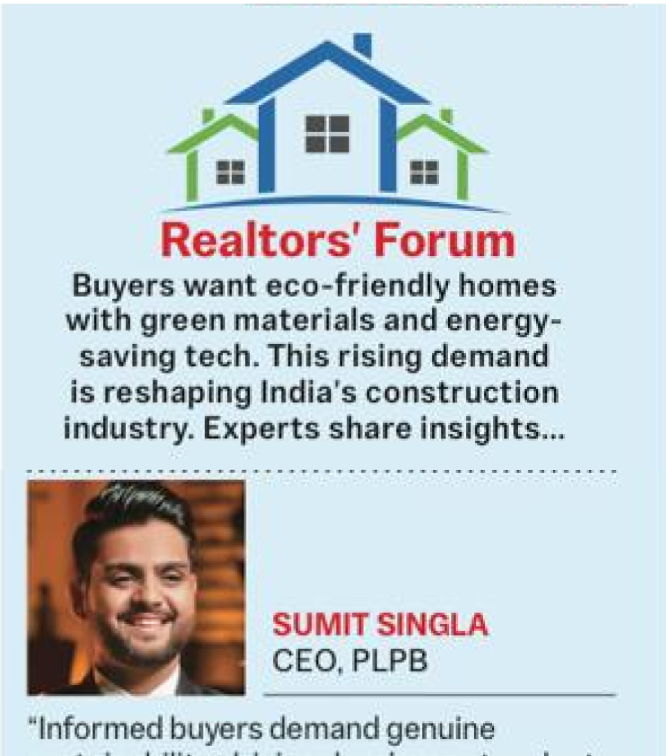 Realtors' Forum
Buyers want eco-friendly homes
with green materials and energy-
saving tech. This rising demand
is reshaping India's construction
industry. Experts share insights...
SUMIT SINGLA
CEO, PLPB
"Informed buyers demand genuine